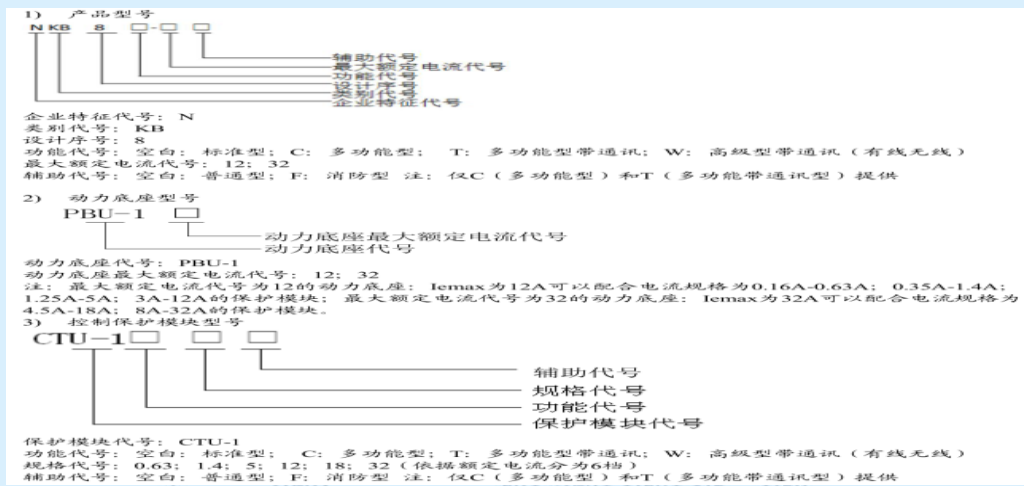 1) 产品型号
N KB 8 □-□ □
辅助代号
最大额定电流代号
功能代号
设计序号
类别代号
企业特征代号
企业特征代号: N
类别代号: KB
设计序号: 8
功能代号: 空白: 标准型; C: 多功能型; T: 多功能型带通讯; W: 高级型带通讯（有线无线）
最大额定电流代号: 12; 32
辅助代号: 空白: 普通型; F: 消防型 注: 仅C（多功能型）和T（多功能带通讯型）提供
2) 动力底座型号
PBU-1 □
动力底座最大额定电流代号
动力底座代号
动力底座代号: PBU-1
动力底座最大额定电流代号: 12; 32
注: 最大额定电流代号为12的动力底座: Iemax为12A可以配合电流规格为0.16A-0.63A; 0.35A-1.4A;
1.25A-5A; 3A-12A的保护模块; 最大额定电流代号为32的动力底座: Iemax为32A可以配合电流规格为
4.5A-18A; 8A-32A的保护模块。
3) 控制保护模块型号
CTU-1□ □ □
辅助代号
规格代号
功能代号
保护模块代号
保护模块代号: CTU-1
功能代号: 空白: 标准型; C: 多功能型; T: 多功能型带通讯; W: 高级型带通讯（有线无线）
规格代号: 0.63; 1.4; 5; 12; 18; 32（依据额定电流分为6档）
辅助代号: 空白: 普通型; F: 消防型 注: 仅C（多功能型）和T（多功能带通讯型）提供